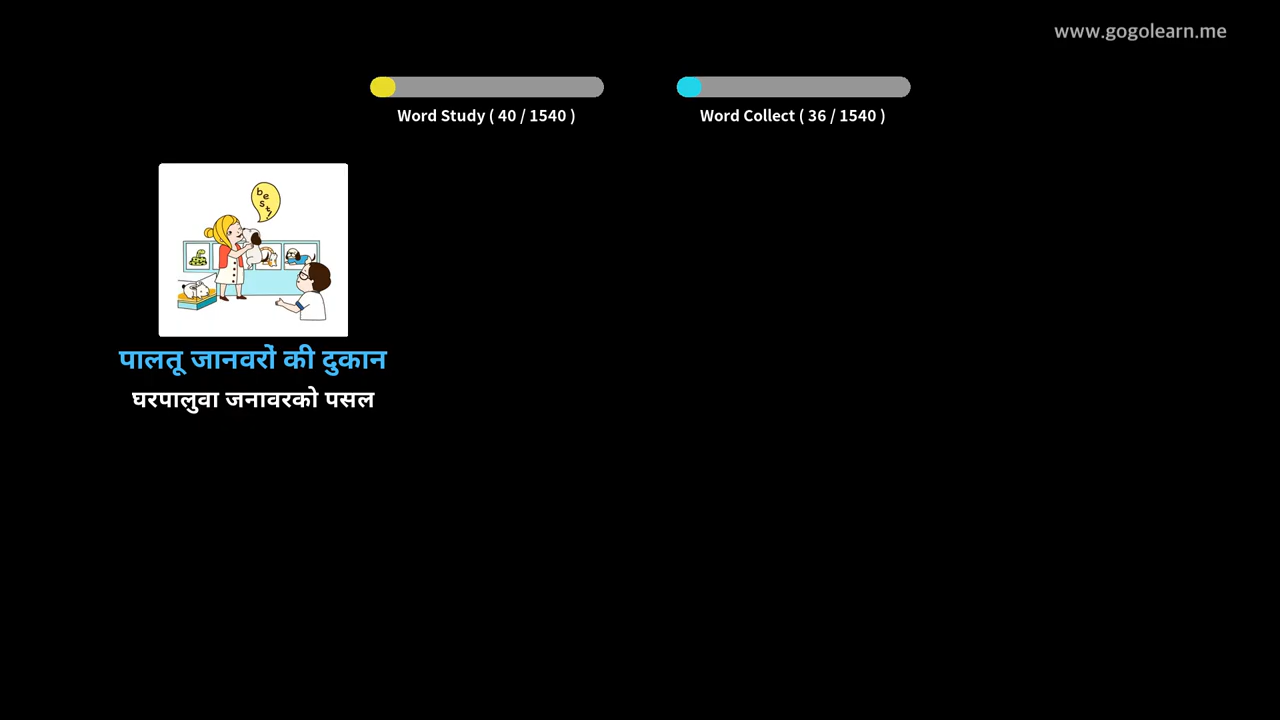 www.gogolearn.me
Word Study ( 40 / 1540 )
Word Collect ( 36 / 1540 )
best,
पालतू जानवरों की दुकान
घरपालुवा जनावरको पसल